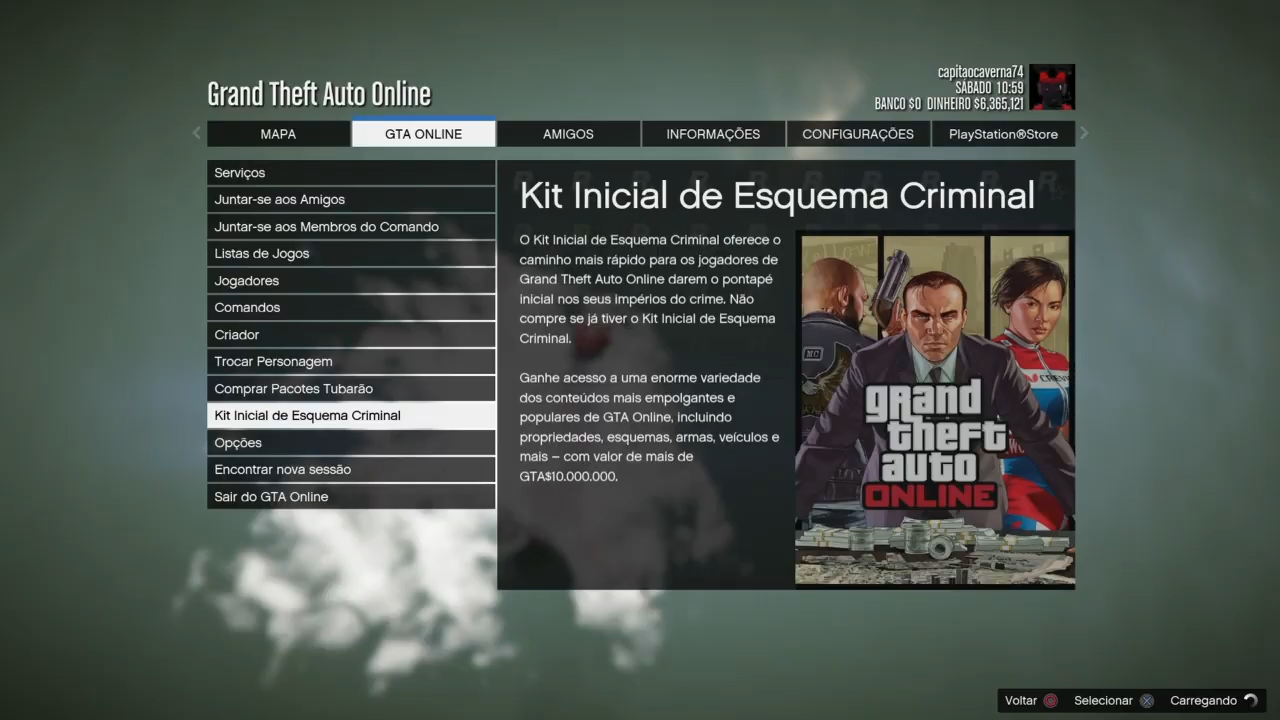 Grand Theft Auto Online
capitaocaverna74
SÁBADO 10:59
BANCO $0 DINHEIRO $6,365,121
MAPA
GTA ONLINE
AMIGOS
INFORMAÇÕES
CONFIGURAÇÕES
PlayStation®Store
Serviços
Juntar-se aos Amigos
Juntar-se aos Membros do Comando
Listas de Jogos
Jogadores
Comandos
Criador
Trocar Personagem
Comprar Pacotes Tubarão
Kit Inicial de Esquema Criminal
Opções
Encontrar nova sessão
Sair do GTA Online
Kit Inicial de Esquema Criminal
O Kit Inicial de Esquema Criminal oferece o
caminho mais rápido para os jogadores de
Grand Theft Auto Online darem o pontapé
inicial nos seus impérios do crime. Não
compre se já tiver o Kit Inicial de Esquema
Criminal.
Ganhe acesso a uma enorme variedade
dos conteúdos mais empolgantes e
populares de GTA Online, incluindo
propriedades, esquemas, armas, veículos e
mais – com valor de mais de
GTA$10.000.000.
MC
grand
theft
auto
ONLINE
Voltar
Selecionar
Carregando